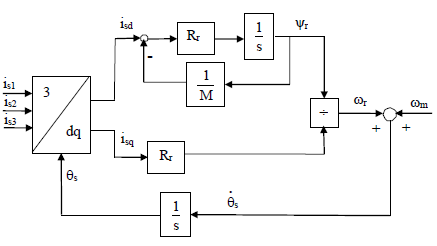 i_sd
R_r
1
s
ψ_r
-
1
M
i_s1
i_s2
i_s3
3
dq
i_sq
R_r
÷
ω_r
ω_m
+
+
θ_s
1
s
θ̇_s